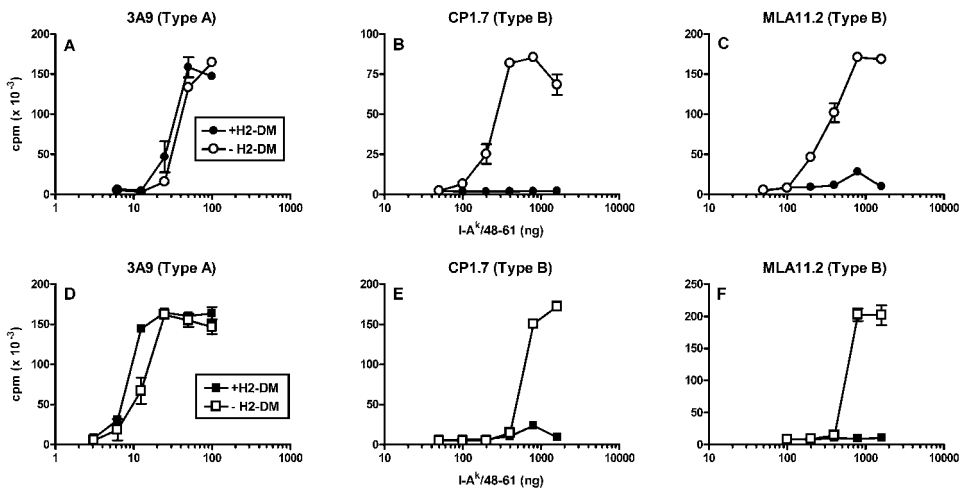 3A9 (Type A)
CP1.7 (Type B)
MLA11.2 (Type B)
A
B
C
200
150
100
50
0
cpm (x 10⁻³)
+H2-DM
- H2-DM
1
10
100
1000
100
75
50
25
0
10
100
1000
10000
I-Aᵏ/48-61 (ng)
200
150
100
50
0
10
100
1000
10000
3A9 (Type A)
CP1.7 (Type B)
MLA11.2 (Type B)
D
E
F
200
150
100
50
0
cpm (x 10⁻³)
+H2-DM
- H2-DM
1
10
100
1000
200
150
100
50
0
10
100
1000
10000
I-Aᵏ/48-61 (ng)
250
200
150
100
50
0
10
100
1000
10000